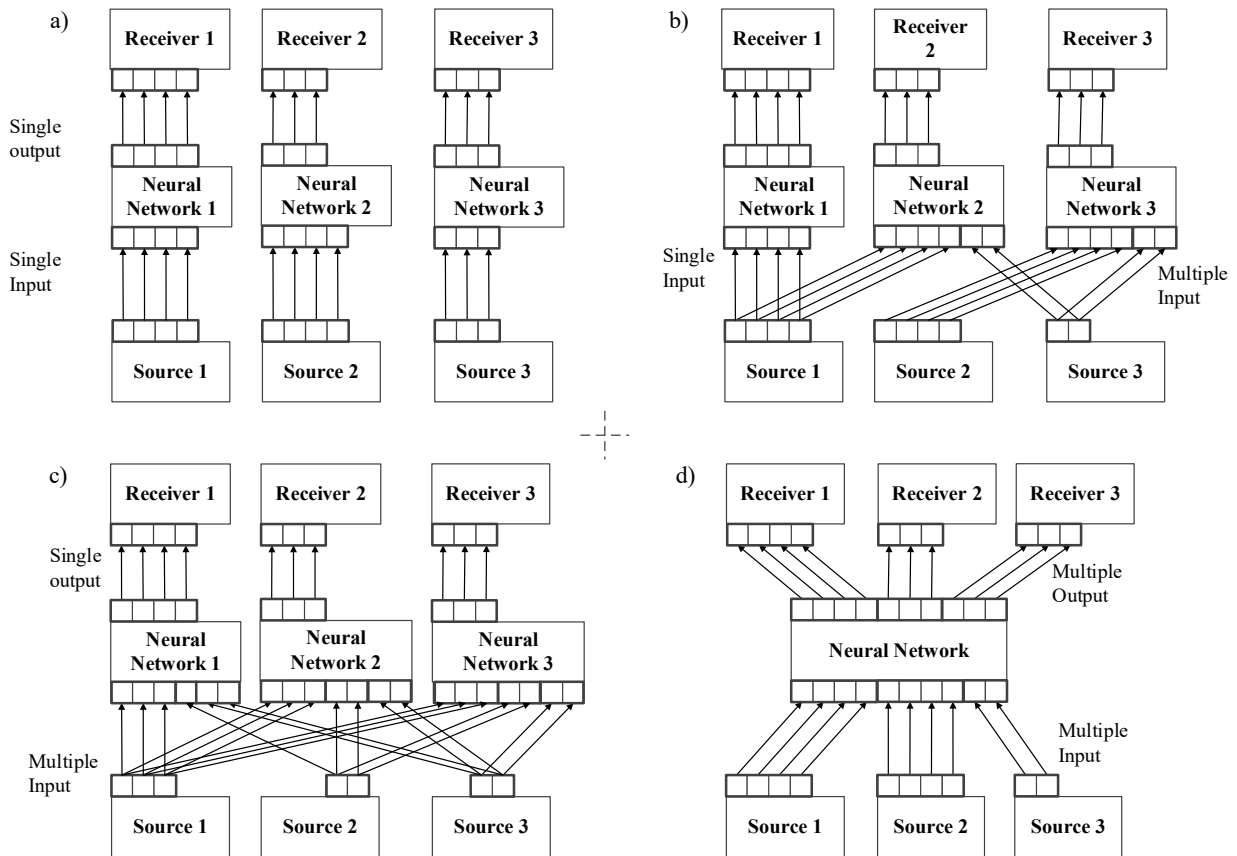 a)
Receiver 1
Receiver 2
Receiver 3
Single
output
Neural
Network 1
Neural
Network 2
Neural
Network 3
Single
Input
Source 1
Source 2
Source 3
b)
Receiver 1
Receiver
2
Receiver 3
Neural
Network 1
Neural
Network 2
Neural
Network 3
Single
Input
Multiple
Input
Source 1
Source 2
Source 3
c)
Receiver 1
Receiver 2
Receiver 3
Single
output
Neural
Network 1
Neural
Network 2
Neural
Network 3
Multiple
Input
Source 1
Source 2
Source 3
d)
Receiver 1
Receiver 2
Receiver 3
Multiple
Output
Neural Network
Multiple
Input
Source 1
Source 2
Source 3